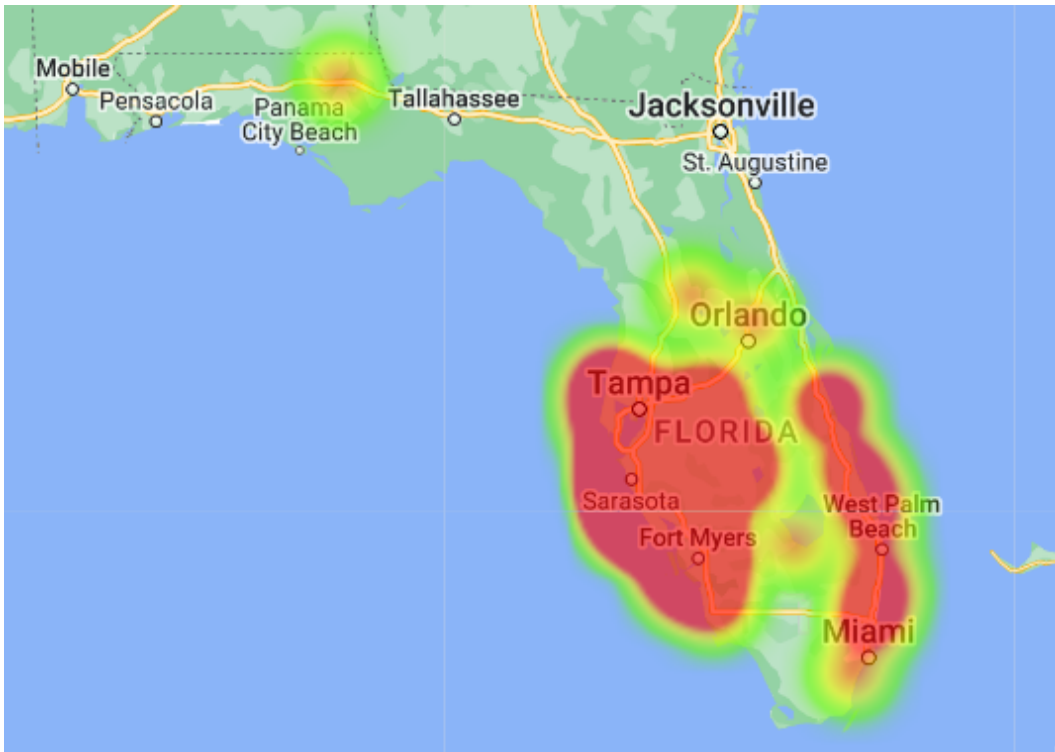 Mobile
Pensacola
Panama
City Beach
Tallahassee
Jacksonville
St. Augustine
Orlando
Tampa
FLORIDA
Sarasota
West Palm
Beach
Fort Myers
Miami